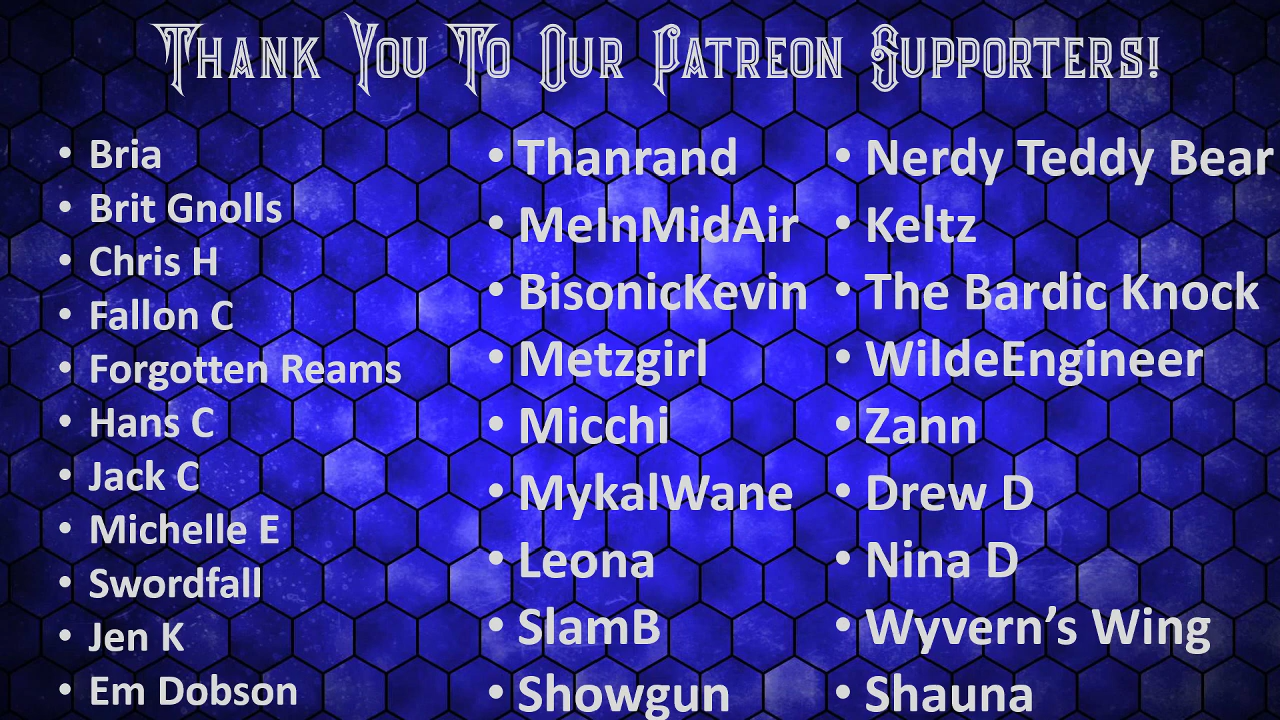 Thank You To Our Patreon Supporters!
• Bria
• Brit Gnolls
• Chris H
• Fallon C
• Forgotten Reams
• Hans C
• Jack C
• Michelle E
• Swordfall
• Jen K
• Em Dobson
• Thanrand
• MeInMidAir
• BisonicKevin
• Metzgirl
• Micchi
• MykalWane
• Leona
• SlamB
• Showgun
• Nerdy Teddy Bear
• Keltz
• The Bardic Knock
• WildeEngineer
• Zann
• Drew D
• Nina D
• Wyvern’s Wing
• Shauna